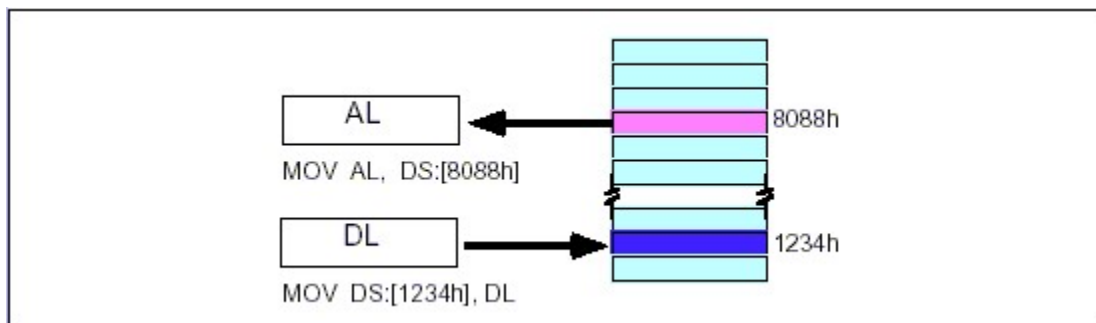 AL
8088h
MOV AL, DS:[8088h]
DL
1234h
MOV DS:[1234h], DL